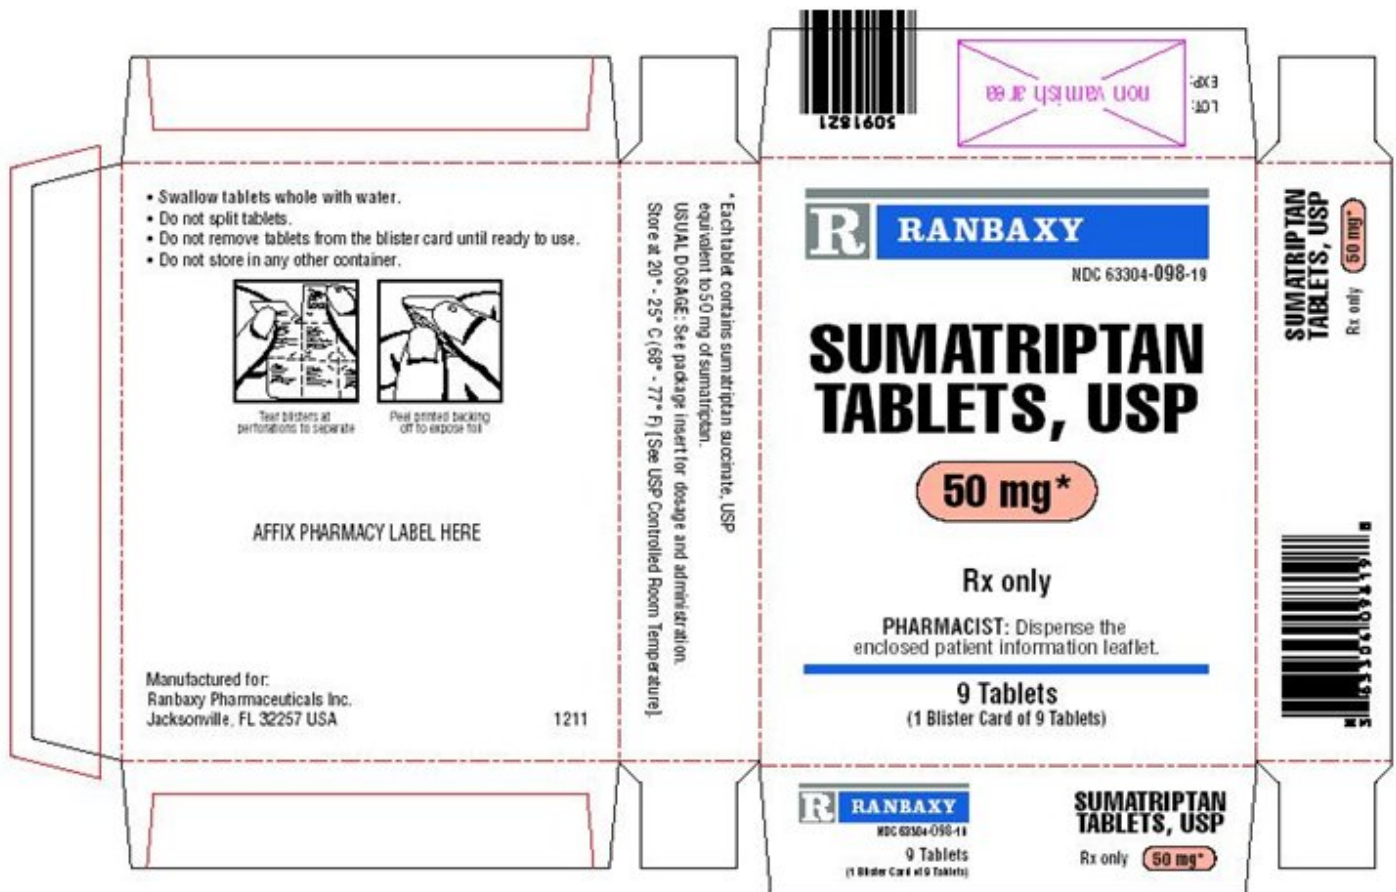 • Swallow tablets whole with water.
• Do not split tablets.
• Do not remove tablets from the blister card until ready to use.
• Do not store in any other container.
Tear blisters at
perforations to separate
Peel printed backing
off to expose foil
AFFIX PHARMACY LABEL HERE
Manufactured for:
Ranbaxy Pharmaceuticals Inc.
Jacksonville, FL 32257 USA
1211
* Each tablet contains sumatriptan succinate, USP
equivalent to 50 mg of sumatriptan.
USUAL DOSAGE: See package insert for dosage and administration.
Store at 20° - 25° C (68° - 77° F) [See USP Controlled Room Temperature].
5091821
non varnish area
LOT:
EXP:
R RANBAXY
NDC 63304-098-19
SUMATRIPTAN
TABLETS, USP
50 mg*
Rx only
PHARMACIST: Dispense the
enclosed patient information leaflet.
9 Tablets
(1 Blister Card of 9 Tablets)
R RANBAXY
NDC 63304-098-19
9 Tablets
(1 Blister Card of 9 Tablets)
SUMATRIPTAN
TABLETS, USP
Rx only 50 mg*
SUMATRIPTAN
TABLETS, USP
Rx only 50 mg*